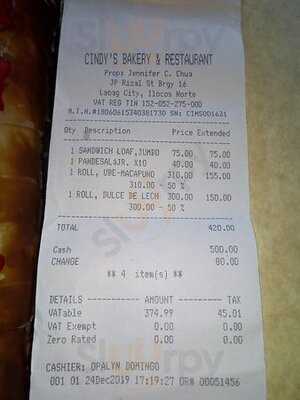 CINDY'S BAKERY & RESTAURANT
Prop: Jennifer C. Chua
JP Rizal St Brgy 16
Laoag City, Ilocos Norte
VAT REG TIN 152-052-275-000
M.I.N.#18060615340381730 SN: CIMS001621
Qty Description Price Extended
1 SANDWICH LOAF,JUMBO 75.00 75.00
1 PANDESAL&JR. X10 40.00 40.00
1 ROLL, UBE-MACAPUNO 310.00 155.00
310.00 - 50 %
1 ROLL, DULCE DE LECH 300.00 150.00
300.00 - 50 %
TOTAL 420.00
Cash 500.00
CHANGE 80.00
** 4 item(s) **
DETAILS AMOUNT TAX
VATable 374.99 45.01
VAT Exempt 0.00 0.00
Zero Rated 0.00 0.00
CASHIER: OPALYN DOMINGO
001 01 24Dec2019 17:19:27 OR# 00051456